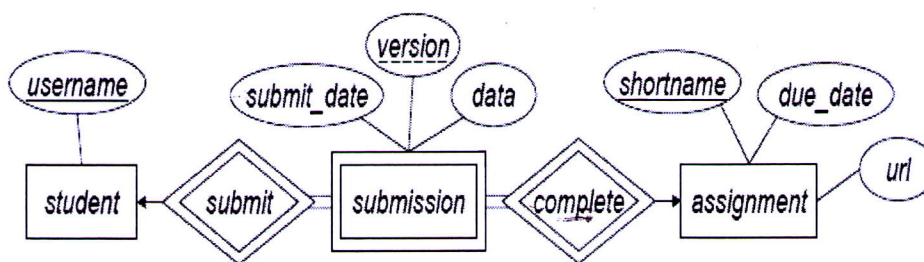 version
username
submit_date
data
shortname
due_date
url
student
submit
submission
complete
assignment